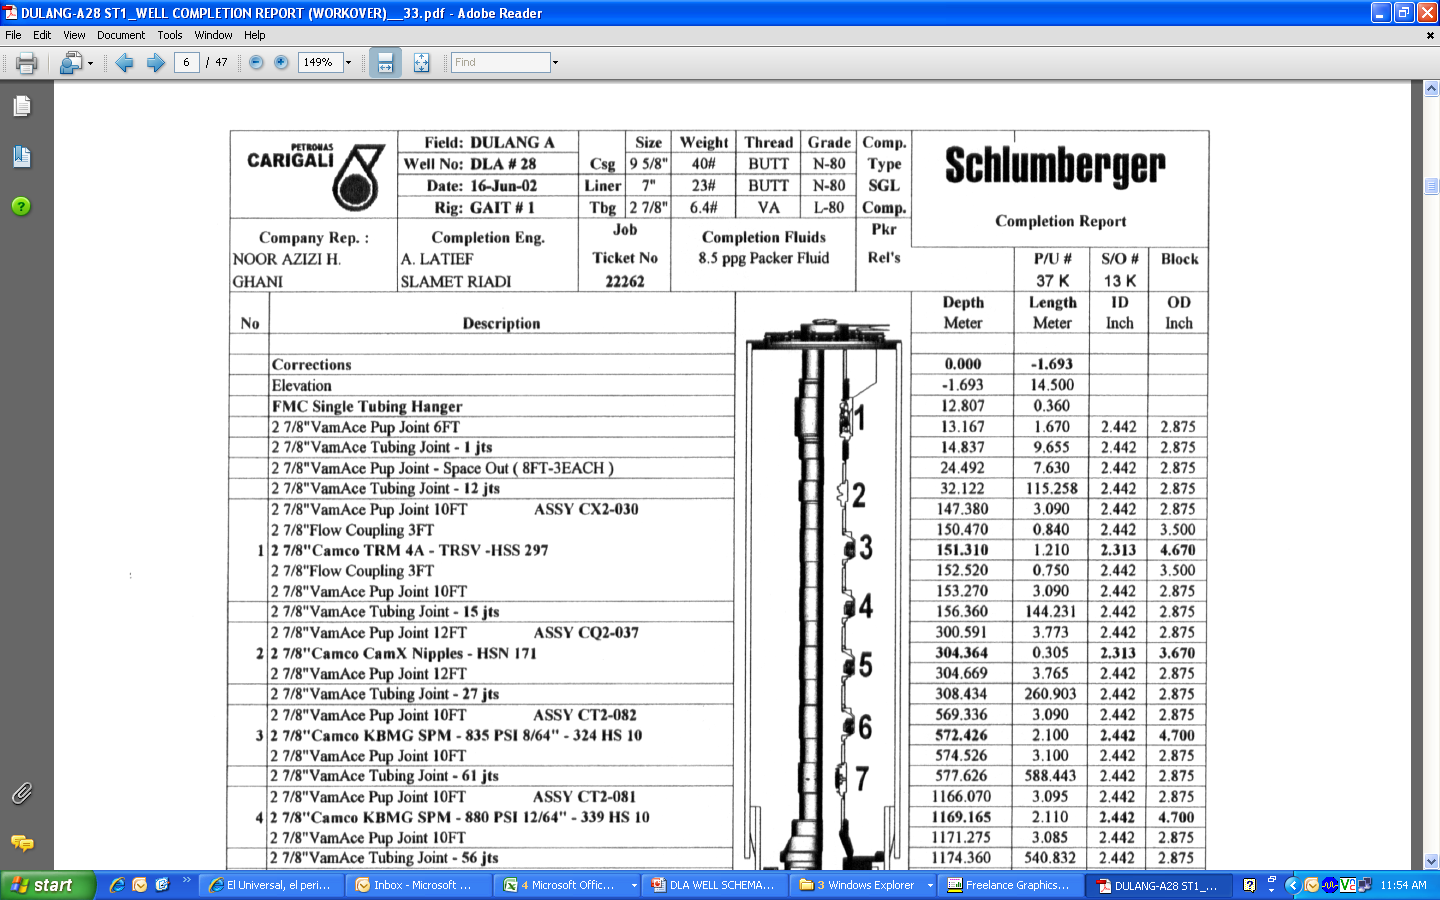 DULANG-A28 ST1_WELL COMPLETION REPORT (WORKOVER)__33.pdf - Adobe Reader
File Edit View Document Tools Window Help
6 / 47 149% Find
PETRONAS
CARIGALI
Field: DULANG A
Well No: DLA # 28
Date: 16-Jun-02
Rig: GAIT # 1
Size Weight Thread Grade Comp.
Csg 9 5/8" 40# BUTT N-80 Type
Liner 7" 23# BUTT N-80 SGL
Tbg 2 7/8" 6.4# VA L-80 Comp.
Schlumberger
Completion Report
Company Rep. :
NOOR AZIZI H.
GHANI
Completion Eng.
A. LATIEF
SLAMET RIADI
Job
Ticket No
22262
Completion Fluids
8.5 ppg Packer Fluid
Pkr
Rel's
P/U # S/O # Block
37 K 13 K
No Description
Depth Length ID OD
Meter Meter Inch Inch
Corrections 0.000 -1.693
Elevation -1.693 14.500
FMC Single Tubing Hanger 12.807 0.360
2 7/8"VamAce Pup Joint 6FT 13.167 1.670 2.442 2.875
2 7/8"VamAce Tubing Joint - 1 jts 14.837 9.655 2.442 2.875
2 7/8"VamAce Pup Joint - Space Out ( 8FT-3EACH ) 24.492 7.630 2.442 2.875
2 7/8"VamAce Tubing Joint - 12 jts 32.122 115.258 2.442 2.875
2 7/8"VamAce Pup Joint 10FT ASSY CX2-030 147.380 3.090 2.442 2.875
2 7/8"Flow Coupling 3FT 150.470 0.840 2.442 3.500
1 2 7/8"Camco TRM 4A - TRSV -HSS 297 151.310 1.210 2.313 4.670
2 7/8"Flow Coupling 3FT 152.520 0.750 2.442 3.500
2 7/8"VamAce Pup Joint 10FT 153.270 3.090 2.442 2.875
2 7/8"VamAce Tubing Joint - 15 jts 156.360 144.231 2.442 2.875
2 7/8"VamAce Pup Joint 12FT ASSY CQ2-037 300.591 3.773 2.442 2.875
2 2 7/8"Camco CamX Nipples - HSN 171 304.364 0.305 2.313 3.670
2 7/8"VamAce Pup Joint 12FT 304.669 3.765 2.442 2.875
2 7/8"VamAce Tubing Joint - 27 jts 308.434 260.903 2.442 2.875
2 7/8"VamAce Pup Joint 10FT ASSY CT2-082 569.336 3.090 2.442 2.875
3 2 7/8"Camco KBMG SPM - 835 PSI 8/64" - 324 HS 10 572.426 2.100 2.442 4.700
2 7/8"VamAce Pup Joint 10FT 574.526 3.100 2.442 2.875
2 7/8"VamAce Tubing Joint - 61 jts 577.626 588.443 2.442 2.875
2 7/8"VamAce Pup Joint 10FT ASSY CT2-081 1166.070 3.095 2.442 2.875
4 2 7/8"Camco KBMG SPM - 880 PSI 12/64" - 339 HS 10 1169.165 2.110 2.442 4.700
2 7/8"VamAce Pup Joint 10FT 1171.275 3.085 2.442 2.875
2 7/8"VamAce Tubing Joint - 56 jts 1174.360 540.832 2.442 2.875
1
2
3
4
5
6
7
start El Universal, el peri... Inbox - Microsoft ... 4 Microsoft Offic... DLA WELL SCHEMA... 3 Windows Explorer Freelance Graphics... DULANG-A28 ST1_... 11:54 AM